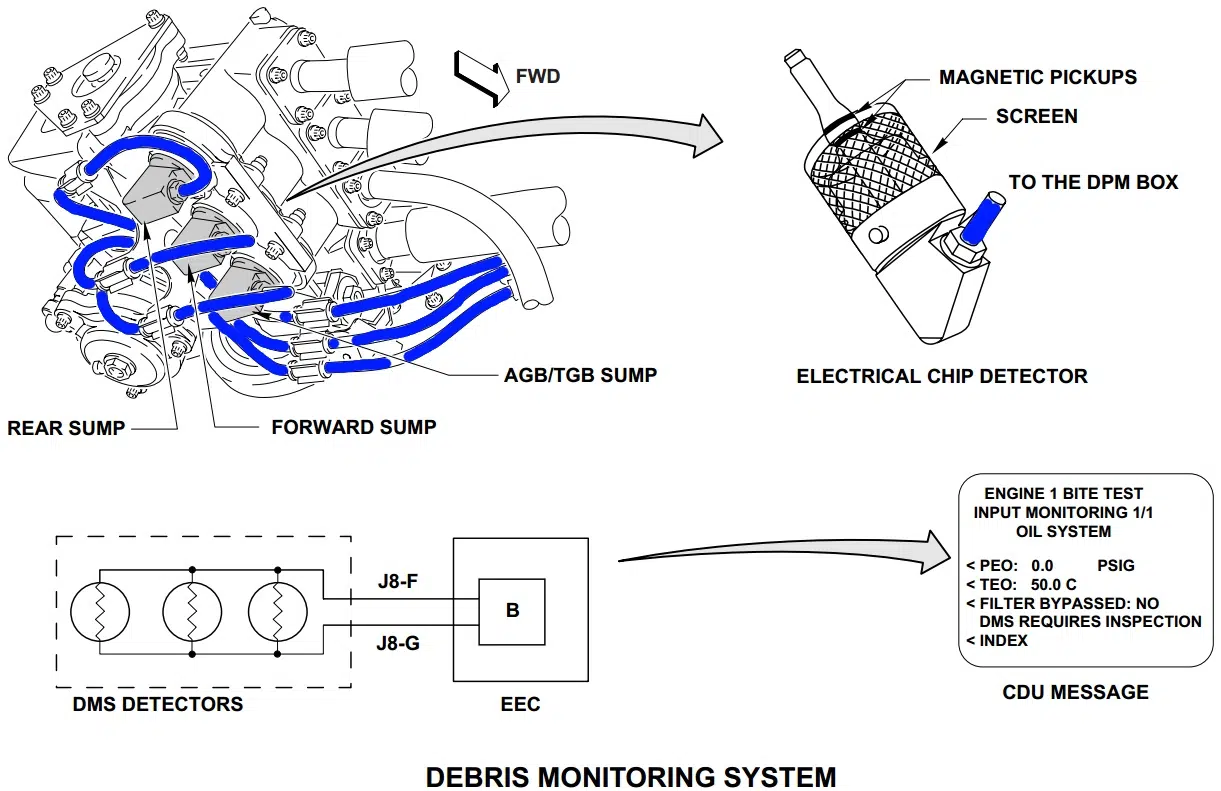 FWD
MAGNETIC PICKUPS
SCREEN
TO THE DPM BOX
AGB/TGB SUMP
ELECTRICAL CHIP DETECTOR
REAR SUMP
FORWARD SUMP
ENGINE 1 BITE TEST
INPUT MONITORING 1/1
OIL SYSTEM
< PEO: 0.0 PSIG
< TEO: 50.0 C
< FILTER BYPASSED: NO
DMS REQUIRES INSPECTION
< INDEX
CDU MESSAGE
J8-F
B
J8-G
DMS DETECTORS
EEC
DEBRIS MONITORING SYSTEM